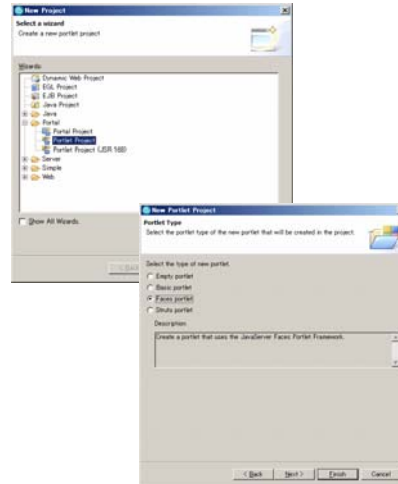 New Project
Select a wizard
Create a new portlet project
Wizards:
Dynamic Web Project
EGL Project
EJB Project
Java Project
Java
Portal
Portal Project
Portlet Project
Portlet Project (JSR 168)
Server
Simple
Web
Show All Wizards.
< Back
New Portlet Project
Portlet Type
Select the portlet type of the new portlet that will be created in the project.
Select the type of new portlet.
Empty portlet
Basic portlet
Faces portlet
Struts portlet
Description:
Create a portlet that uses the JavaServer Faces Portlet Framework.
< Back
Next >
Finish
Cancel